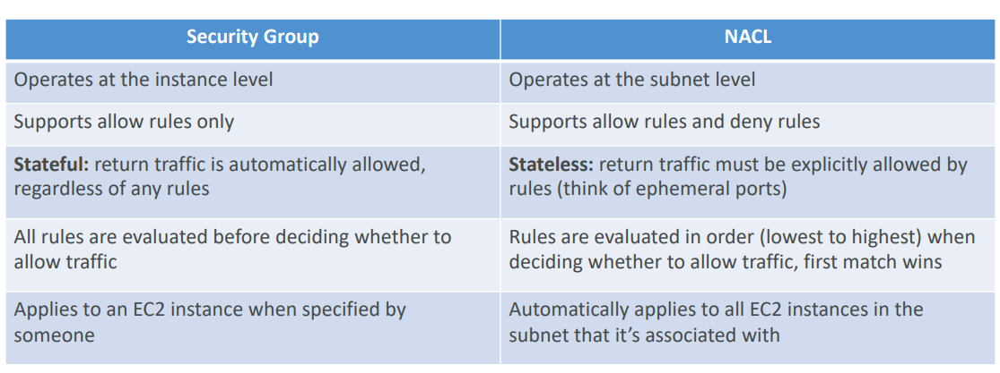 Security Group
NACL
Operates at the instance level
Operates at the subnet level
Supports allow rules only
Supports allow rules and deny rules
Stateful: return traffic is automatically allowed,
regardless of any rules
Stateless: return traffic must be explicitly allowed by
rules (think of ephemeral ports)
All rules are evaluated before deciding whether to
allow traffic
Rules are evaluated in order (lowest to highest) when
deciding whether to allow traffic, first match wins
Applies to an EC2 instance when specified by
someone
Automatically applies to all EC2 instances in the
subnet that it’s associated with